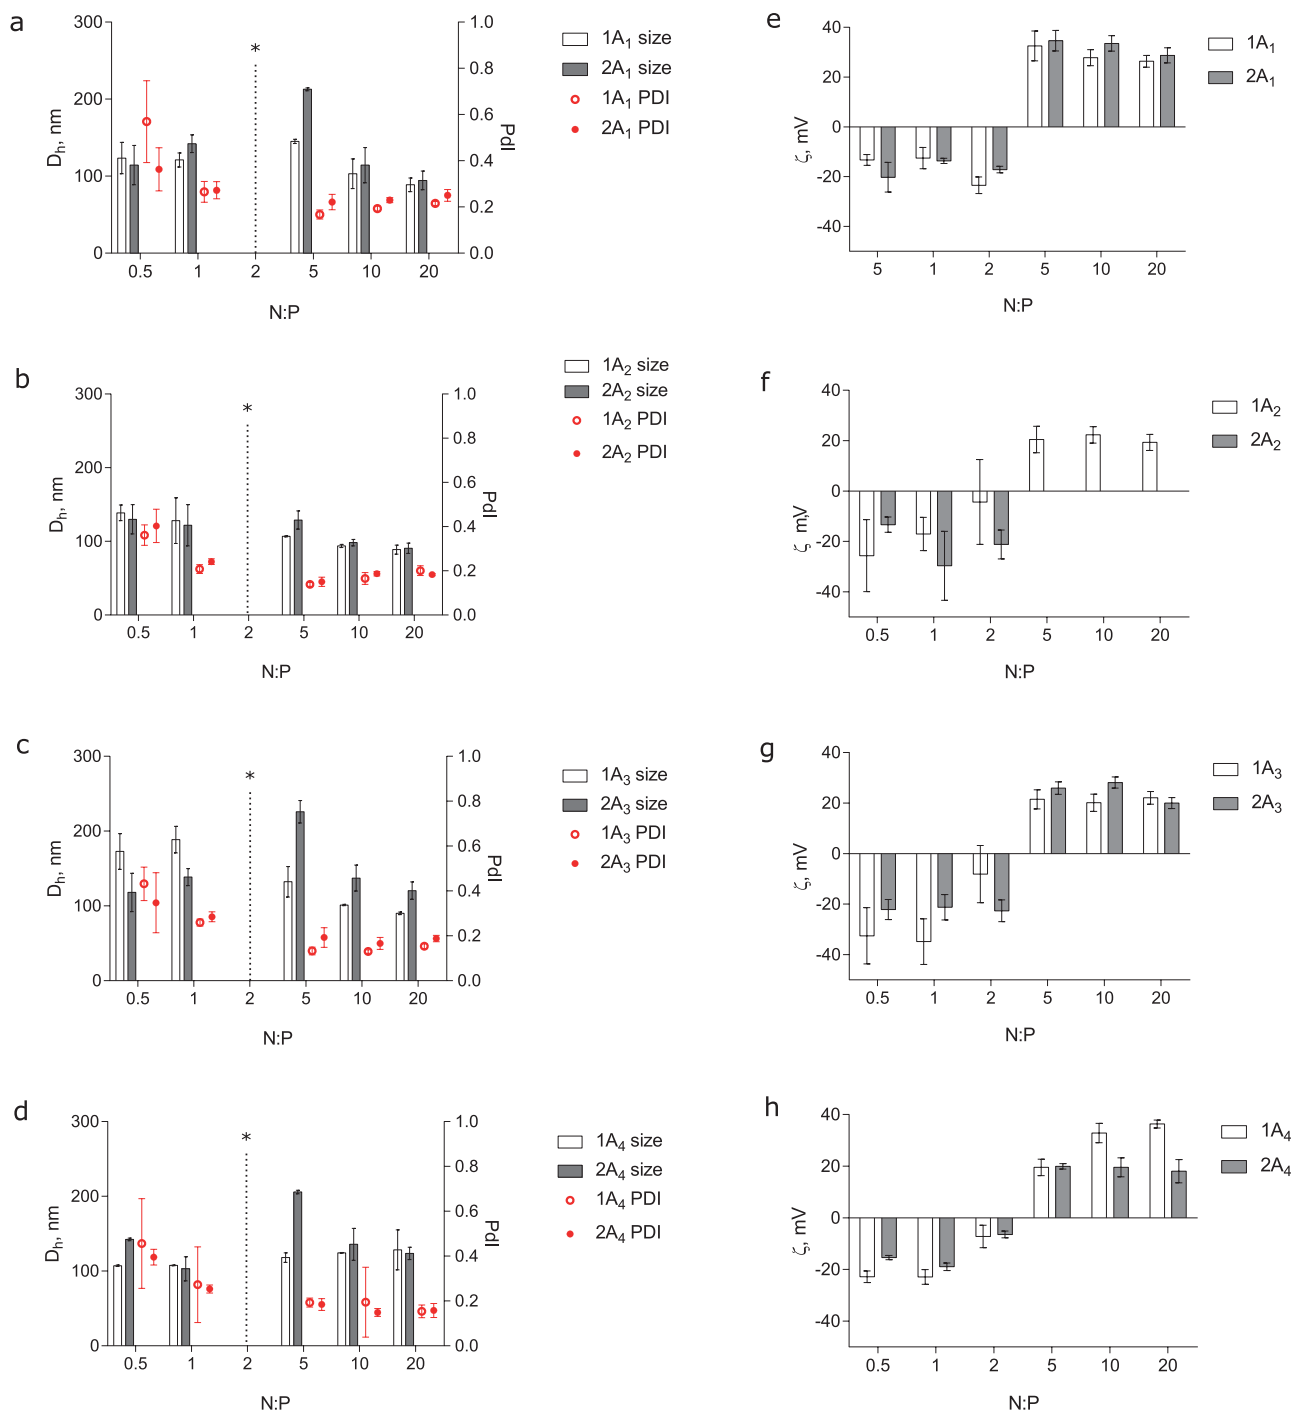 a
300
200
100
0
Dₕ, nm
*
1.0
0.8
0.6
0.4
0.2
0.0
PdI
0.5 1 2 5 10 20
N:P
1A₁ size
2A₁ size
1A₁ PDI
2A₁ PDI
e
40
20
0
-20
-40
ζ, mV
5 1 2 5 10 20
N:P
1A₁
2A₁
b
300
200
100
0
Dₕ, nm
*
1.0
0.8
0.6
0.4
0.2
0.0
PdI
0.5 1 2 5 10 20
N:P
1A₂ size
2A₂ size
1A₂ PDI
2A₂ PDI
f
40
20
0
-20
-40
ζ, mV
0.5 1 2 5 10 20
N:P
1A₂
2A₂
c
300
200
100
0
Dₕ, nm
*
1.0
0.8
0.6
0.4
0.2
0.0
PdI
0.5 1 2 5 10 20
N:P
1A₃ size
2A₃ size
1A₃ PDI
2A₃ PDI
g
40
20
0
-20
-40
ζ, mV
0.5 1 2 5 10 20
N:P
1A₃
2A₃
d
300
200
100
0
Dₕ, nm
*
1.0
0.8
0.6
0.4
0.2
0.0
PdI
0.5 1 2 5 10 20
N:P
1A₄ size
2A₄ size
1A₄ PDI
2A₄ PDI
h
40
20
0
-20
-40
ζ, mV
0.5 1 2 5 10 20
N:P
1A₄
2A₄